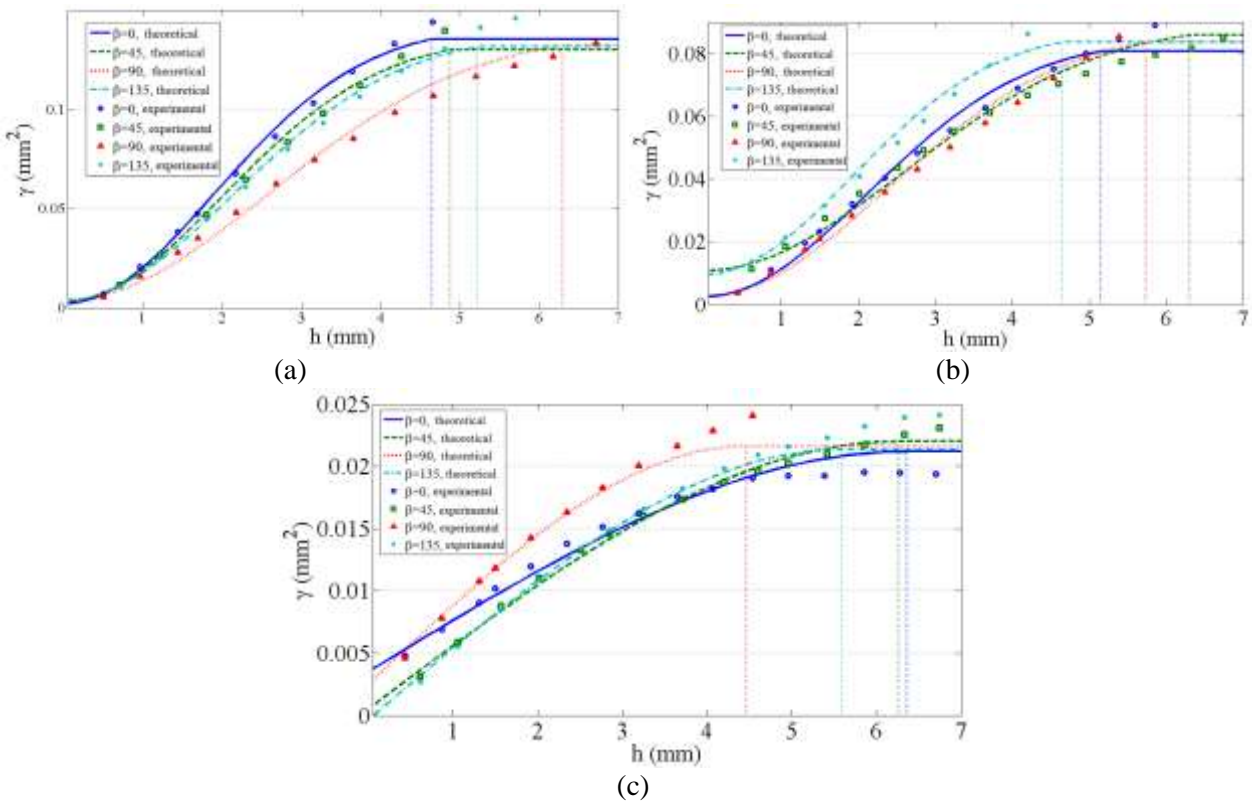 β=0, theoretical
β=45, theoretical
β=90, theoretical
β=135, theoretical
β=0, experimental
β=45, experimental
β=90, experimental
β=135, experimental
0.1
0.05
0
γ (mm²)
1 2 3 4 5 6 7
h (mm)
(a)
β=0, theoretical
β=45, theoretical
β=90, theoretical
β=135, theoretical
β=0, experimental
β=45, experimental
β=90, experimental
β=135, experimental
0.08
0.06
0.04
0.02
0
γ (mm²)
1 2 3 4 5 6 7
h (mm)
(b)
β=0, theoretical
β=45, theoretical
β=90, theoretical
β=135, theoretical
β=0, experimental
β=45, experimental
β=90, experimental
β=135, experimental
0.025
0.02
0.015
0.01
0.005
0
γ (mm²)
1 2 3 4 5 6 7
h (mm)
(c)